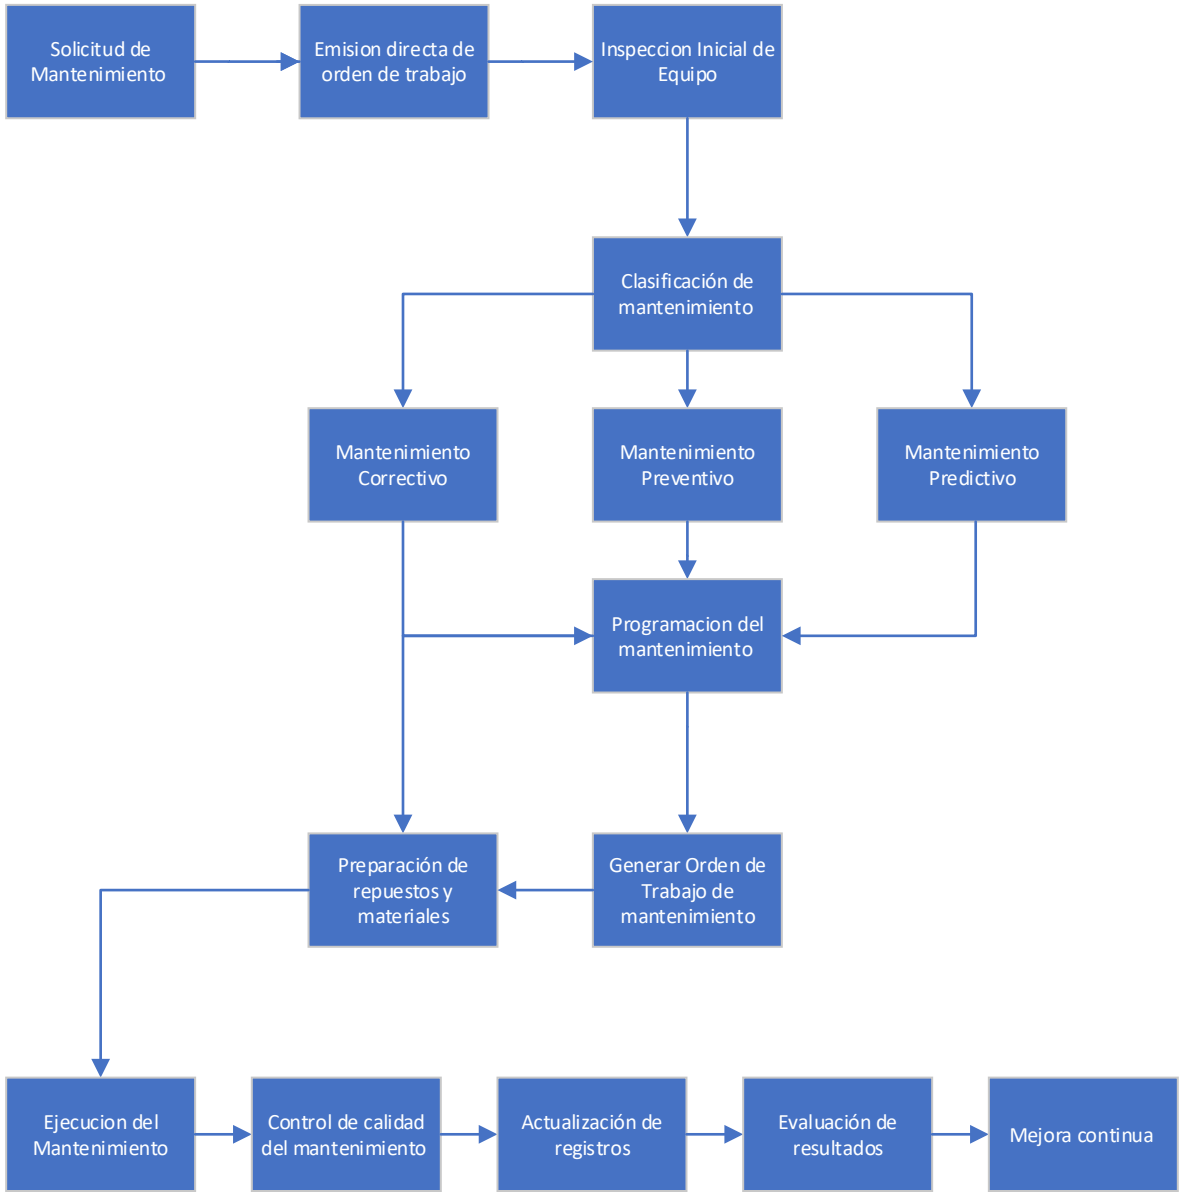 Solicitud de
Mantenimiento
Emision directa de
orden de trabajo
Inspeccion Inicial de
Equipo
Clasificación de
mantenimiento
Mantenimiento
Correctivo
Mantenimiento
Preventivo
Mantenimiento
Predictivo
Programacion del
mantenimiento
Preparación de
repuestos y
materiales
Generar Orden de
Trabajo de
mantenimiento
Ejecucion del
Mantenimiento
Control de calidad
del mantenimiento
Actualización de
registros
Evaluación de
resultados
Mejora continua